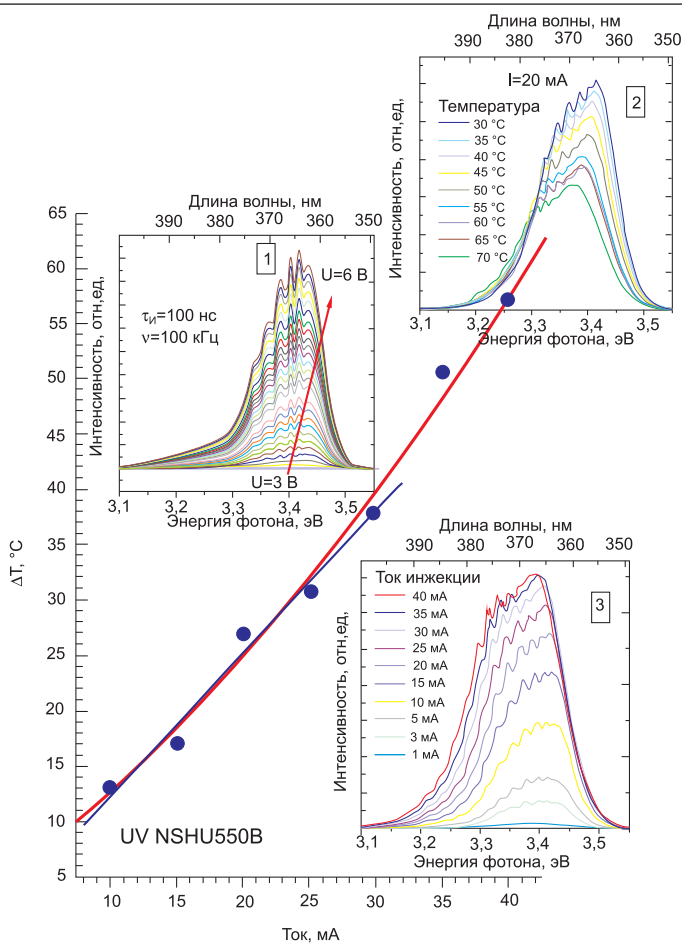 Длина волны, нм
390 380 370 360 350
I=20 мА
2
Температура
30 °C
35 °C
40 °C
45 °C
50 °C
55 °C
60 °C
65 °C
70 °C
Интенсивность, отн,ед,
3,1 3,2 3,3 3,4 3,5
Энергия фотона, эВ
Длина волны, нм
390 380 370 360 350
1
U=6 В
τИ=100 нс
ν=100 кГц
U=3 В
Интенсивность, отн,ед,
3,1 3,2 3,3 3,4 3,5
Энергия фотона, эВ
Длина волны, нм
390 380 370 360 350
Ток инжекции
3
40 мА
35 мА
30 мА
25 мА
20 мА
15 мА
10 мА
5 мА
3 мА
1 мА
Интенсивность, отн,ед,
3,1 3,2 3,3 3,4 3,5
Энергия фотона, эВ
65
60
55
50
45
40
35
30
25
20
15
10
5
ΔT, °C
UV NSHU550B
10 15 20 25 30 35 40
Ток, мА